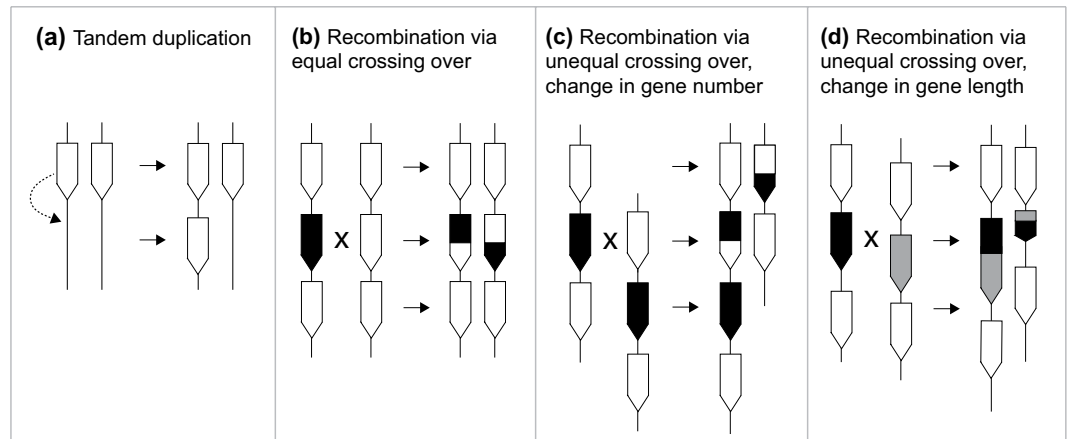 (a) Tandem duplication
(b) Recombination via
equal crossing over
(c) Recombination via
unequal crossing over,
change in gene number
(d) Recombination via
unequal crossing over,
change in gene length
X
X
X